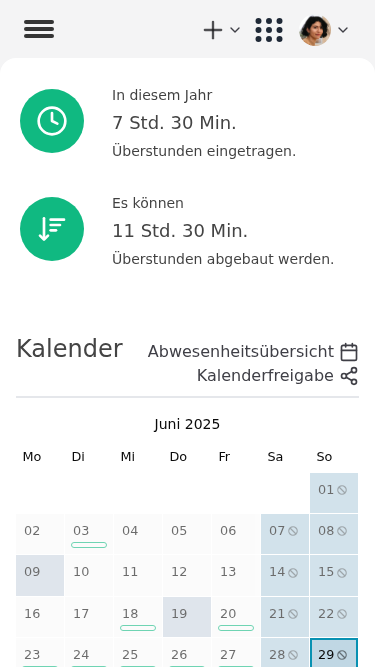 In diesem Jahr
7 Std. 30 Min.
Überstunden eingetragen.
Es können
11 Std. 30 Min.
Überstunden abgebaut werden.
Kalender
Abwesenheitsübersicht
Kalenderfreigabe
Juni 2025
Mo Di Mi Do Fr Sa So
01
02 03 04 05 06 07 08
09 10 11 12 13 14 15
16 17 18 19 20 21 22
23 24 25 26 27 28 29